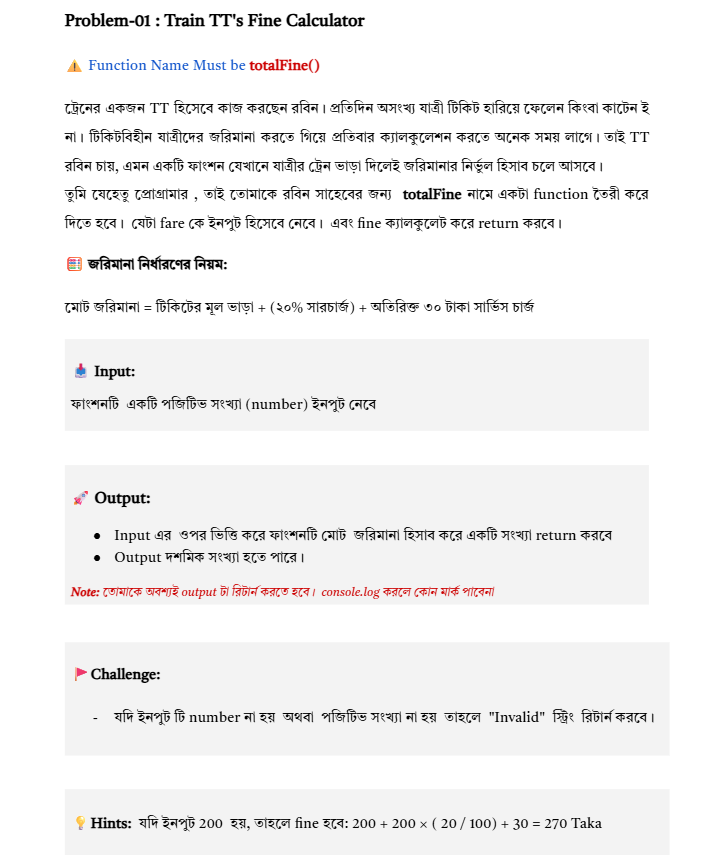 Problem-01 : Train TT's Fine Calculator
⚠️ Function Name Must be totalFine()
ট্রেনের একজন TT হিসেবে কাজ করছেন রবিন। প্রতিদিন অসংখ্য যাত্রী টিকিট হারিয়ে ফেলেন কিংবা কাটেন ই
না। টিকিটবিহীন যাত্রীদের জরিমানা করতে গিয়ে প্রতিবার ক্যালকুলেশন করতে অনেক সময় লাগে। তাই TT
রবিন চায়, এমন একটি ফাংশন যেখানে যাত্রীর ট্রেন ভাড়া দিলেই জরিমানার নির্ভুল হিসাব চলে আসবে।
তুমি যেহেতু প্রোগ্রামার , তাই তোমাকে রবিন সাহেবের জন্য totalFine নামে একটা function তৈরী করে
দিতে হবে। যেটা fare কে ইনপুট হিসেবে নেবে। এবং fine ক্যালকুলেট করে return করবে।
🧮 জরিমানা নির্ধারণের নিয়ম:
মোট জরিমানা = টিকিটের মূল ভাড়া + (২০% সারচার্জ) + অতিরিক্ত ৩০ টাকা সার্ভিস চার্জ
📥 Input:
ফাংশনটি একটি পজিটিভ সংখ্যা (number) ইনপুট নেবে
🚀 Output:
● Input এর ওপর ভিত্তি করে ফাংশনটি মোট জরিমানা হিসাব করে একটি সংখ্যা return করবে
● Output দশমিক সংখ্যা হতে পারে।
Note: তোমাকে অবশ্যই output টা রিটার্ন করতে হবে। console.log করলে কোন মার্ক পাবেনা
🚩Challenge:
- যদি ইনপুট টি number না হয় অথবা পজিটিভ সংখ্যা না হয় তাহলে "Invalid" স্ট্রিং রিটার্ন করবে।
💡Hints: যদি ইনপুট 200 হয়, তাহলে fine হবে: 200 + 200 × ( 20 / 100) + 30 = 270 Taka